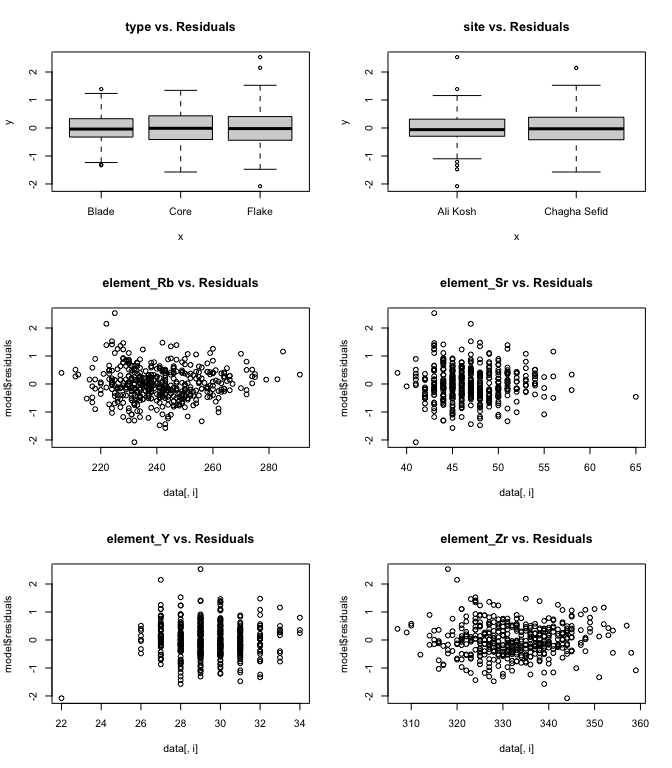 type vs. Residuals
y
2
1
0
-1
-2
Blade Core Flake
x
site vs. Residuals
y
2
1
0
-1
-2
Ali Kosh Chagha Sefid
x
element_Rb vs. Residuals
model$residuals
2
1
0
-1
-2
220 240 260 280
data[, i]
element_Sr vs. Residuals
model$residuals
2
1
0
-1
-2
40 45 50 55 60 65
data[, i]
element_Y vs. Residuals
model$residuals
2
1
0
-1
-2
22 24 26 28 30 32 34
data[, i]
element_Zr vs. Residuals
model$residuals
2
1
0
-1
-2
310 320 330 340 350 360
data[, i]